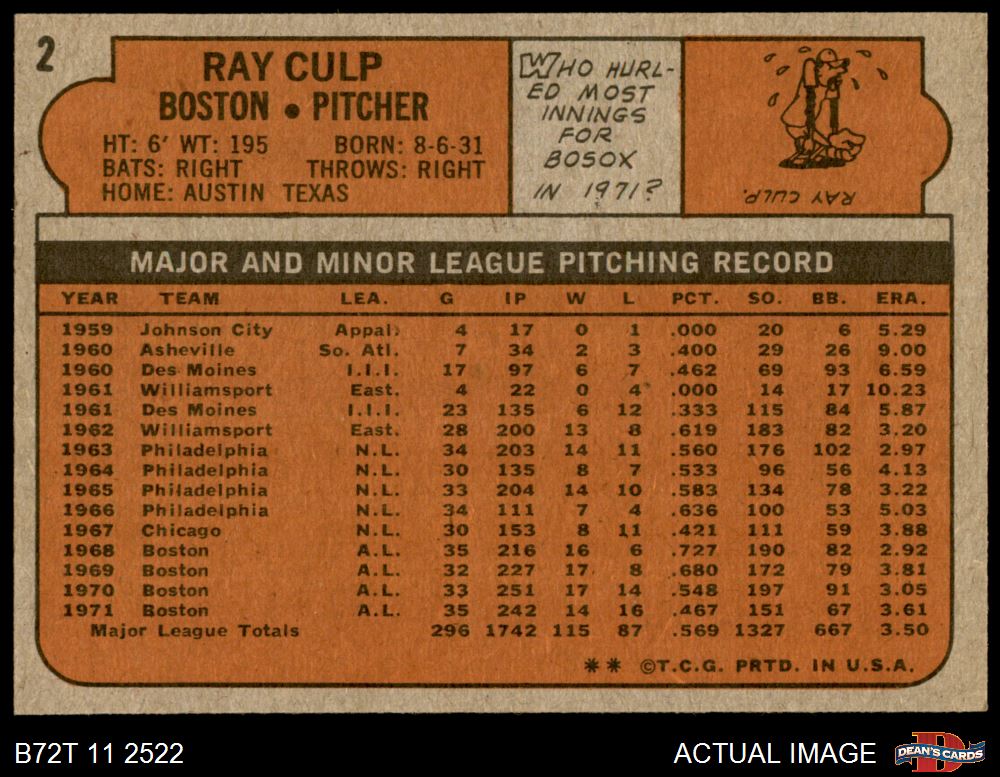 2
RAY CULP
BOSTON • PITCHER
HT: 6' WT: 195 BORN: 8-6-31
BATS: RIGHT THROWS: RIGHT
HOME: AUSTIN TEXAS
WHO HURL-
ED MOST
INNINGS
FOR
BOSOX
IN 1971?
RAY CULP.
MAJOR AND MINOR LEAGUE PITCHING RECORD
YEAR TEAM LEA. G IP W L PCT. SO. BB. ERA.
1959 Johnson City Appal. 4 17 0 1 .000 20 6 5.29
1960 Asheville So. Atl. 7 34 2 3 .400 29 26 9.00
1960 Des Moines I.I.I. 17 97 6 7 .462 69 93 6.59
1961 Williamsport East. 4 22 0 4 .000 14 17 10.23
1961 Des Moines I.I.I. 23 135 6 12 .333 115 84 5.87
1962 Williamsport East. 28 200 13 8 .619 183 82 3.20
1963 Philadelphia N.L. 34 203 14 11 .560 176 102 2.97
1964 Philadelphia N.L. 30 135 8 7 .533 96 56 4.13
1965 Philadelphia N.L. 33 204 14 10 .583 134 78 3.22
1966 Philadelphia N.L. 34 111 7 4 .636 100 53 5.03
1967 Chicago N.L. 30 153 8 11 .421 111 59 3.88
1968 Boston A.L. 35 216 16 6 .727 190 82 2.92
1969 Boston A.L. 32 227 17 8 .680 172 79 3.81
1970 Boston A.L. 33 251 17 14 .548 197 91 3.05
1971 Boston A.L. 35 242 14 16 .467 151 67 3.61
Major League Totals 296 1742 115 87 .569 1327 667 3.50
** ©T.C.G. PRTD. IN U.S.A.
B72T 11 2522
ACTUAL IMAGE
D
DEAN'S CARDS